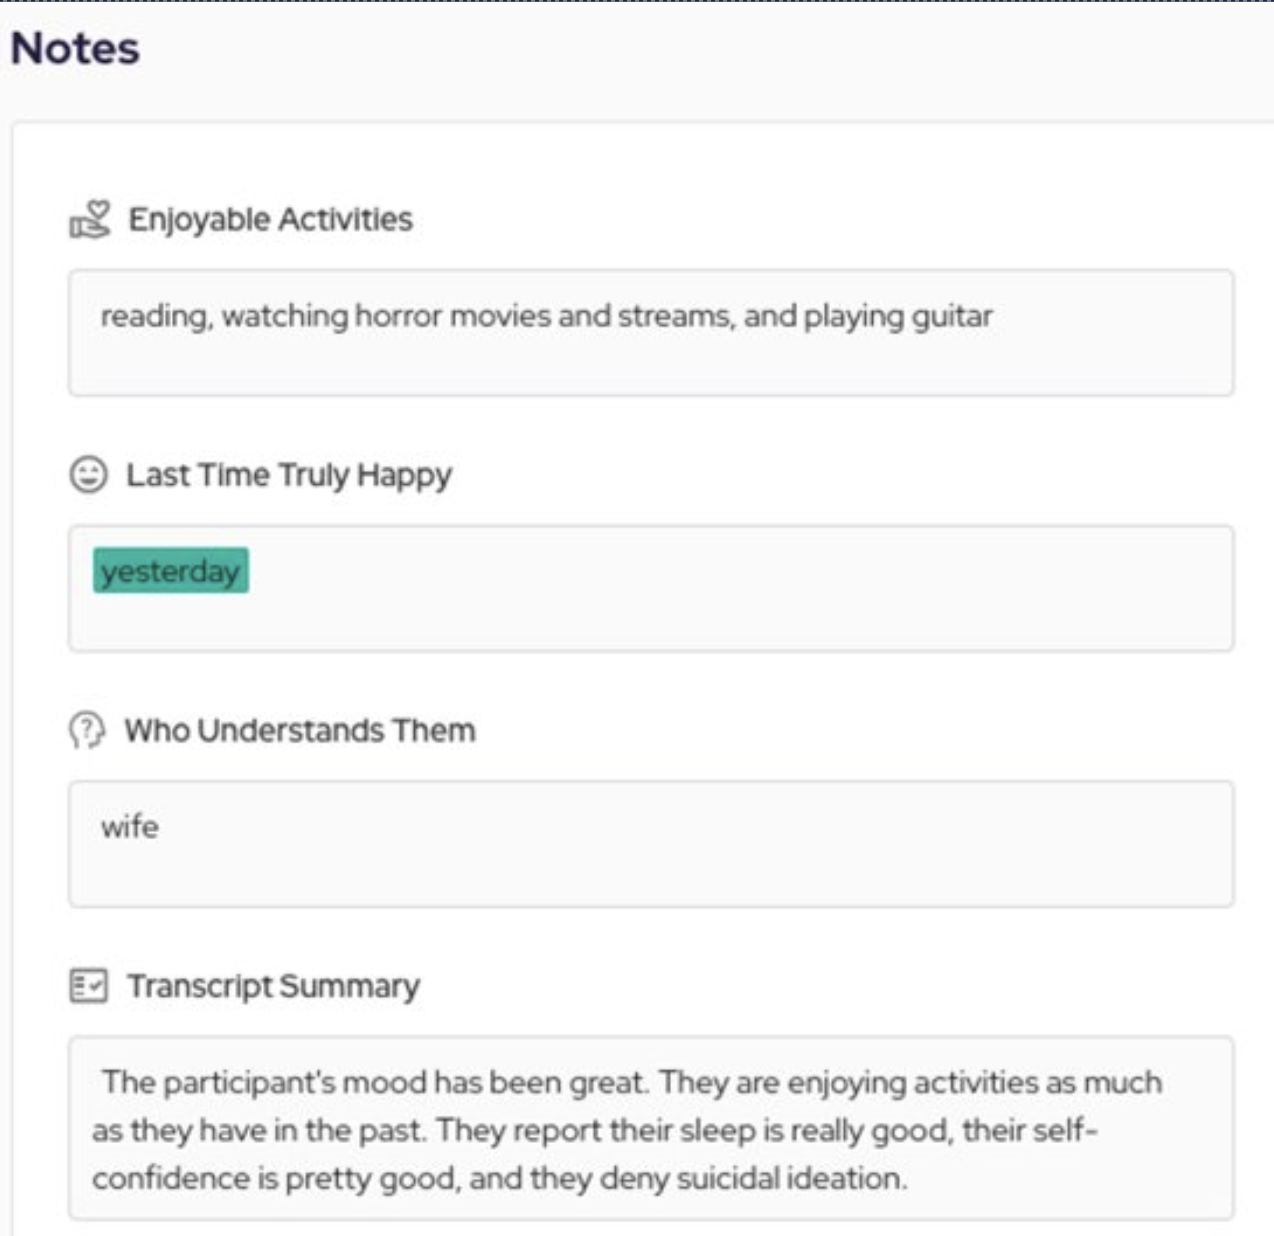 Notes
Enjoyable Activities
reading, watching horror movies and streams, and playing guitar
Last Time Truly Happy
yesterday
Who Understands Them
wife
Transcript Summary
The participant's mood has been great. They are enjoying activities as much
as they have in the past. They report their sleep is really good, their self-
confidence is pretty good, and they deny suicidal ideation.